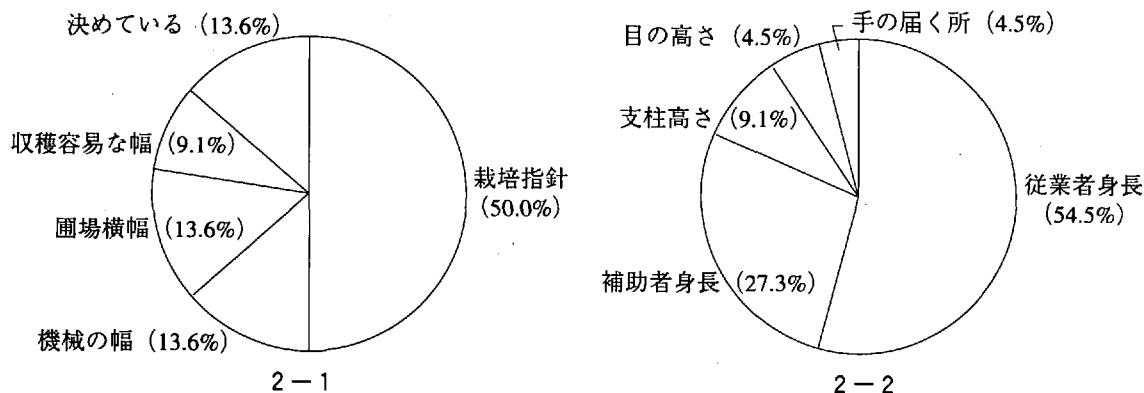 決めている（13.6%）
収穫容易な幅（9.1%）
圃場横幅（13.6%）
機械の幅（13.6%）
栽培指針
（50.0%）
2－1
手の届く所（4.5%）
目の高さ（4.5%）
支柱高さ（9.1%）
補助者身長（27.3%）
従業者身長
（54.5%）
2－2